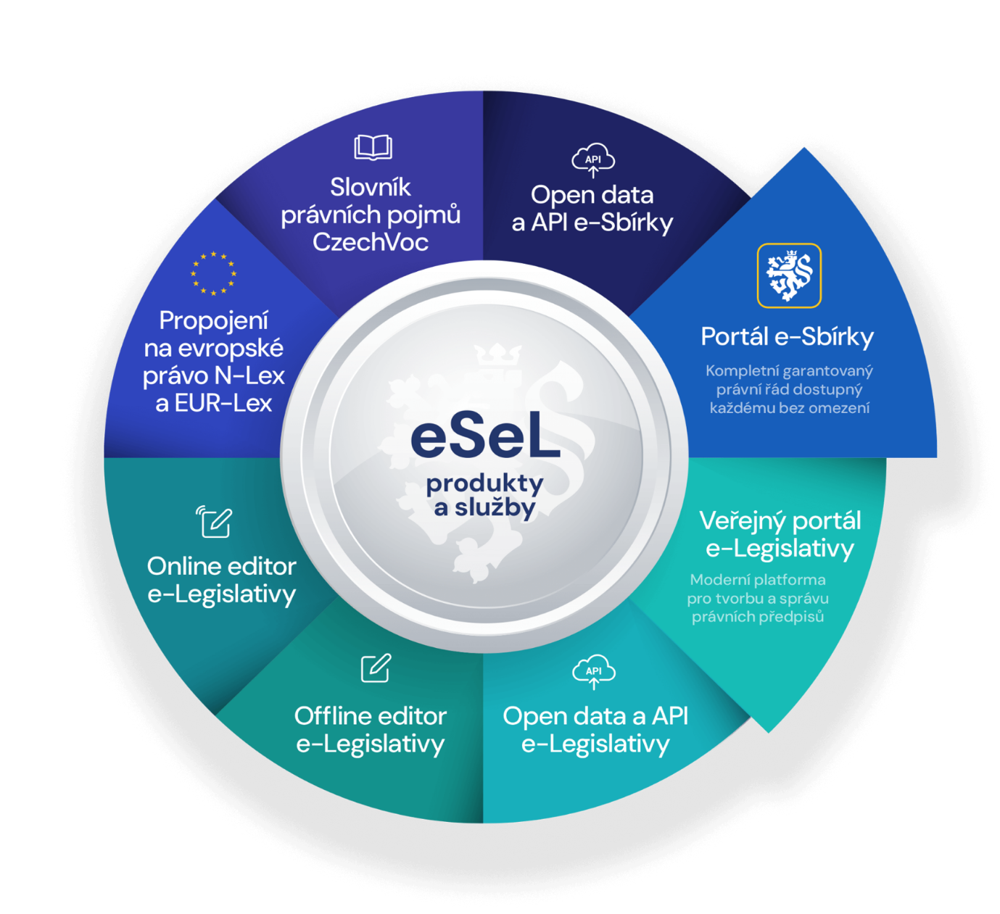 Slovník
právních pojmů
CzechVoc
API
Open data
a API e-Sbírky
Portál e-Sbírky
Kompletní garantovaný
právní řád dostupný
každému bez omezení
Propojení
na evropské
právo N-Lex
a EUR-Lex
eSeL
produkty
a služby
Veřejný portál
e-Legislativy
Moderní platforma
pro tvorbu a správu
právních předpisů
Online editor
e-Legislativy
Offline editor
e-Legislativy
API
Open data a API
e-Legislativy